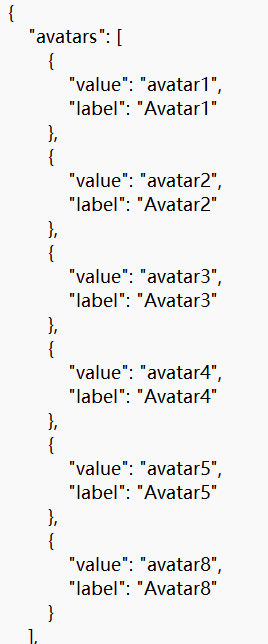 {
"avatars": [
{
"value": "avatar1",
"label": "Avatar1"
},
{
"value": "avatar2",
"label": "Avatar2"
},
{
"value": "avatar3",
"label": "Avatar3"
},
{
"value": "avatar4",
"label": "Avatar4"
},
{
"value": "avatar5",
"label": "Avatar5"
},
{
"value": "avatar8",
"label": "Avatar8"
}
],